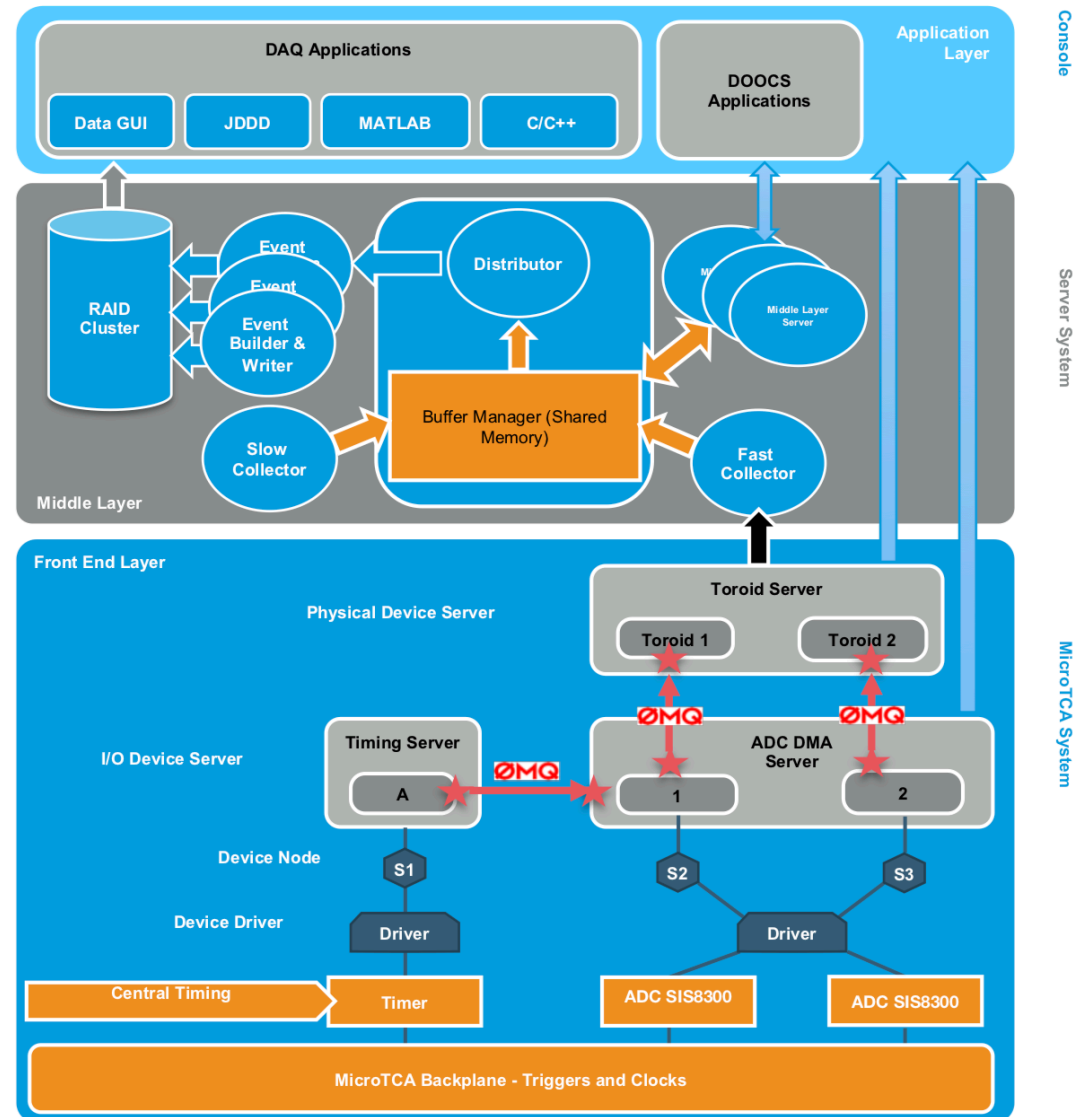 Console
Application
Layer
DAQ Applications
Data GUI
JDDD
MATLAB
C/C++
DOOCS
Applications
Server System
RAID
Cluster
Event
Event
Event
Builder &
Writer
Distributor
Middle Layer
Server
Buffer Manager (Shared
Memory)
Slow
Collector
Fast
Collector
Middle Layer
MicroTCA System
Front End Layer
Physical Device Server
Toroid Server
Toroid 1
Toroid 2
ØMQ
ØMQ
I/O Device Server
Timing Server
A
ØMQ
ADC DMA
Server
1
2
Device Node
S1
S2
S3
Device Driver
Driver
Driver
Central Timing
Timer
ADC SIS8300
ADC SIS8300
MicroTCA Backplane - Triggers and Clocks